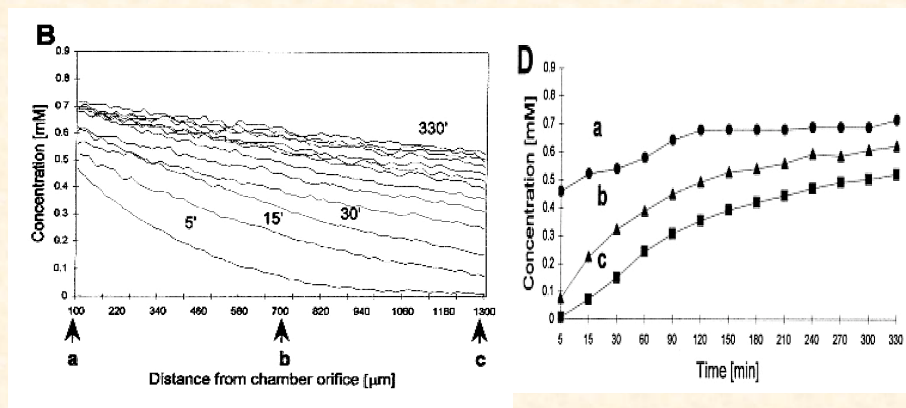 B
Concentration [mM]
0.9
0.8
0.7
0.6
0.5
0.4
0.3
0.2
0.1
0
330'
30'
15'
5'
100 220 340 460 580 700 820 940 1060 1180 1300
a b c
Distance from chamber orifice [µm]
D
Concentration [mM]
0.9
0.8
0.7
0.6
0.5
0.4
0.3
0.2
0.1
0
a
b
c
5 15 30 60 90 120 150 180 210 240 270 300 330
Time [min]